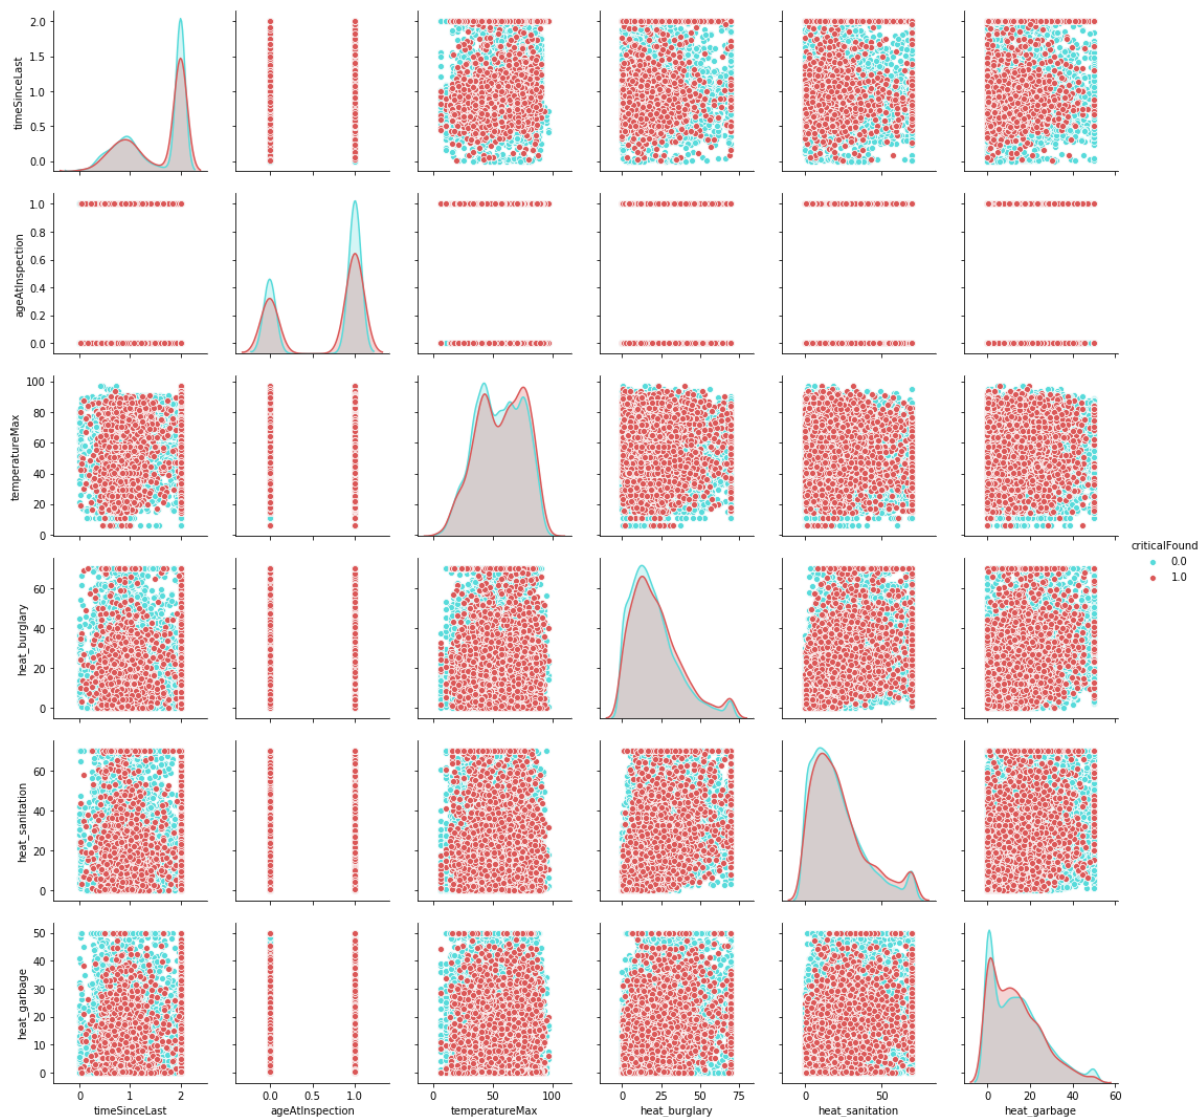 2.0
1.5
1.0
0.5
0.0
timeSinceLast
1.0
0.8
0.6
0.4
0.2
0.0
ageAtInspection
100
80
60
40
20
0
temperatureMax
60
40
20
0
heat_burglary
criticalFound
0.0
1.0
60
40
20
0
heat_sanitation
50
40
30
20
10
0
heat_garbage
0 1 2
0.0 0.5 1.0
0 50 100
0 25 50 75
50
0 20 40 60
timeSinceLast ageAtInspection temperatureMax heat_burglary heat_sanitation heat_garbage